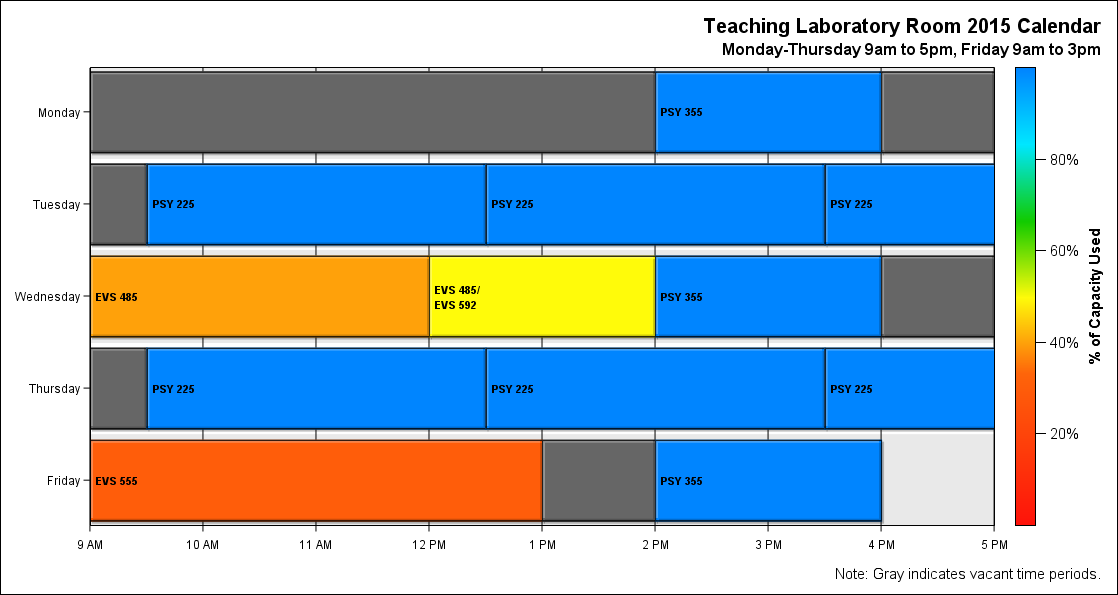 Teaching Laboratory Room 2015 Calendar
Monday-Thursday 9am to 5pm, Friday 9am to 3pm
Monday
PSY 355
Tuesday
PSY 225
PSY 225
PSY 225
Wednesday
EVS 485
EVS 485/
EVS 592
PSY 355
Thursday
PSY 225
PSY 225
PSY 225
Friday
EVS 555
PSY 355
9 AM
10 AM
11 AM
12 PM
1 PM
2 PM
3 PM
4 PM
5 PM
80%
60%
40%
20%
% of Capacity Used
Note: Gray indicates vacant time periods.